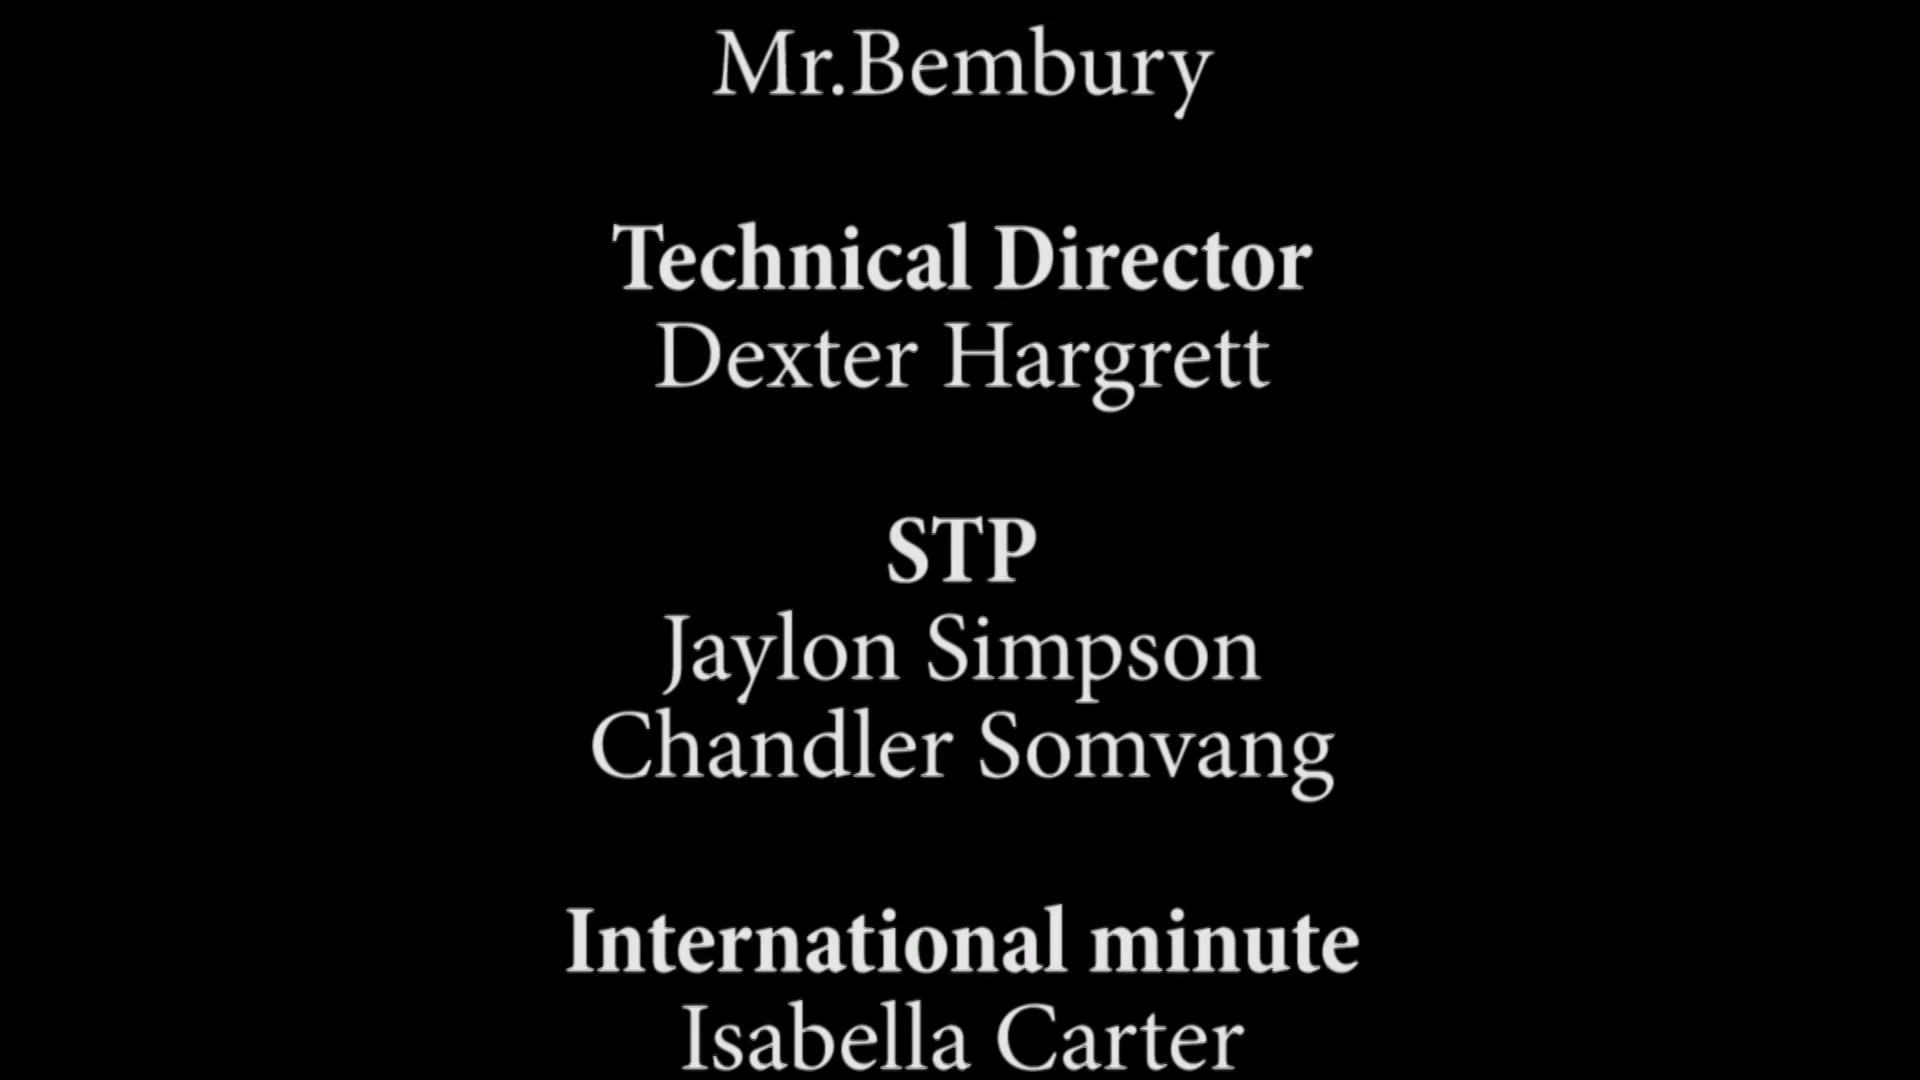 Mr.Bembury
Technical Director
Dexter Hargrett
STP
Jaylon Simpson
Chandler Somvang
International minute
Isabella Carter